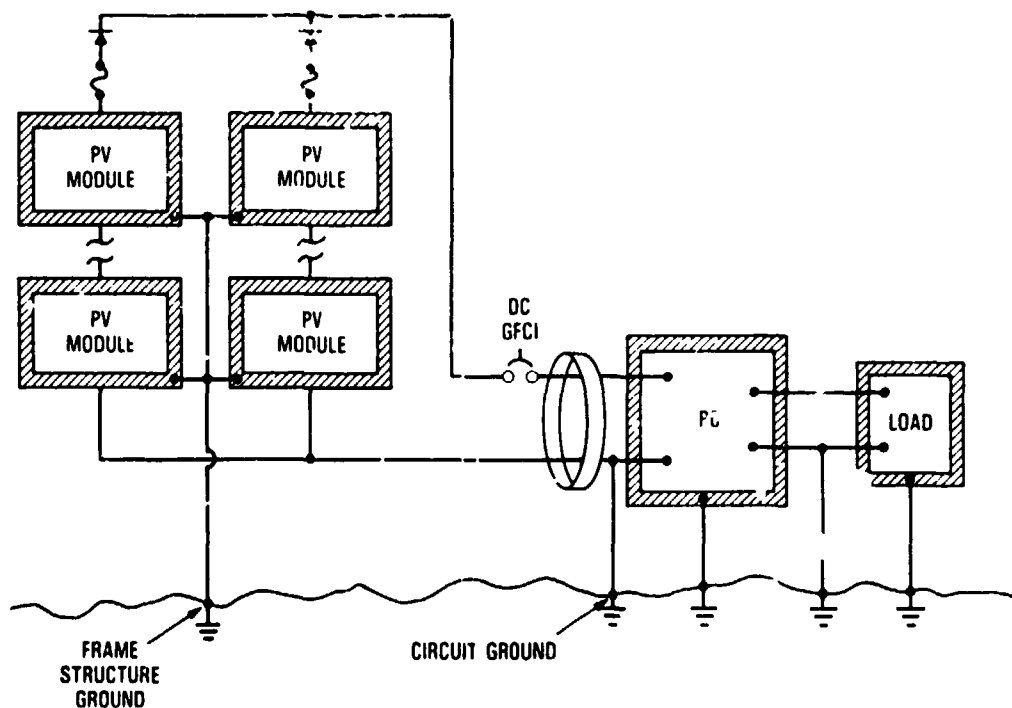 PV
MODULE
PV
MODULE
PV
MODULE
PV
MODULE
DC
GFCI
LOAD
FRAME
STRUCTURE
GROUND
CIRCUIT GROUND